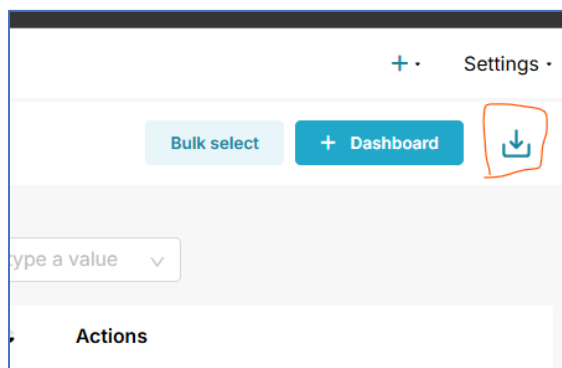 + Settings
Bulk select + Dashboard
type a value
Actions